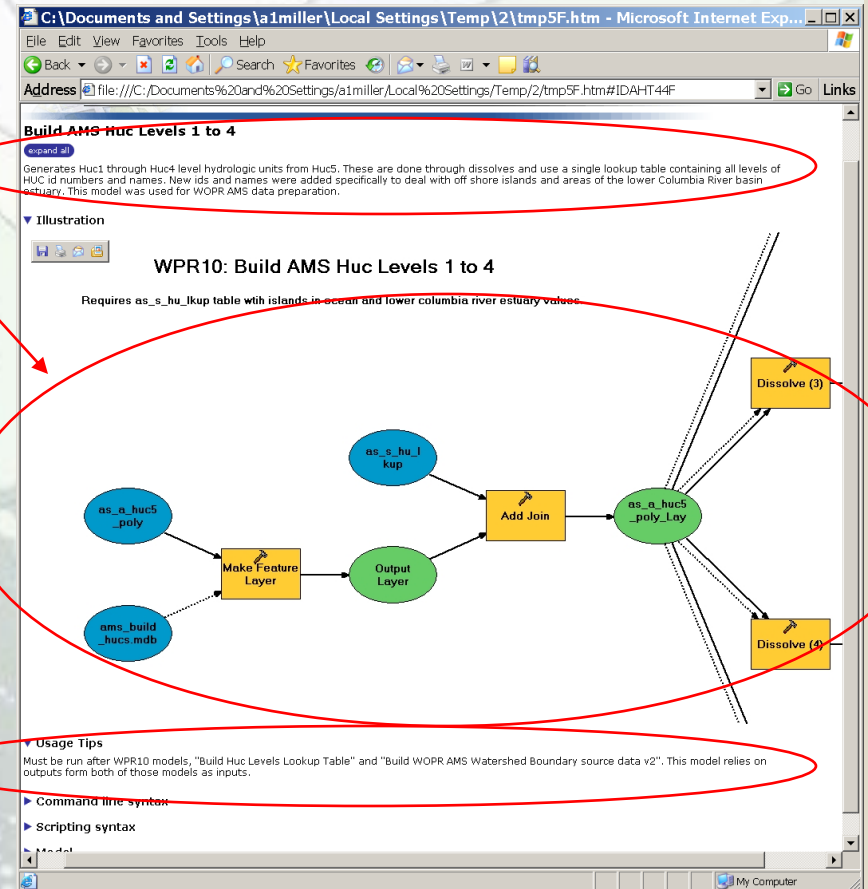 C:\Documents and Settings\a1miller\Local Settings\Temp\2\tmp5F.htm - Microsoft Internet Exp...
File Edit View Favorites Tools Help
Back Search Favorites
Address file:///C:/Documents%20and%20Settings/a1miller/Local%20Settings/Temp/2/tmp5F.htm#IDAHT44F Go Links
Build AMS Huc Levels 1 to 4
expand all
Generates Huc1 through Huc4 level hydrologic units from Huc5. These are done through dissolves and use a single lookup table containing all levels of
HUC id numbers and names. New ids and names were added specifically to deal with off shore islands and areas of the lower Columbia River basin
estuary. This model was used for WOPR AMS data preparation.
Illustration
WPR10: Build AMS Huc Levels 1 to 4
Requires as_s_hu_lkup table wtih islands in ocean and lower columbia river estuary values.
Dissolve (3)
as_s_hu_l
kup
as_a_huc5
_poly
Add Join
as_a_huc5
_poly_Lay
Make Feature
Layer
Output
Layer
ams_build
_hucs.mdb
Dissolve (4)
Usage Tips
Must be run after WPR10 models, "Build Huc Levels Lookup Table" and "Build WOPR AMS Watershed Boundary source data v2". This model relies on
outputs form both of those models as inputs.
Command line syntax
Scripting syntax
Model
My Computer